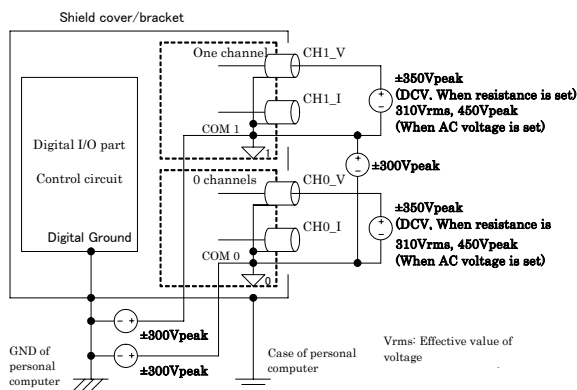 Shield cover/bracket
One channel
CH1_V
±350Vpeak
(DCV. When resistance is set)
310Vrms, 450Vpeak
(When AC voltage is set)
CH1_I
COM 1
1
Digital I/O part
Control circuit
±300Vpeak
0 channels
CH0_V
±350Vpeak
(DCV. When resistance is
310Vrms, 450Vpeak
(When AC voltage is set)
CH0_I
Digital Ground
COM 0
0
±300Vpeak
±300Vpeak
GND of
personal
computer
Case of personal
computer
Vrms: Effective value of
voltage